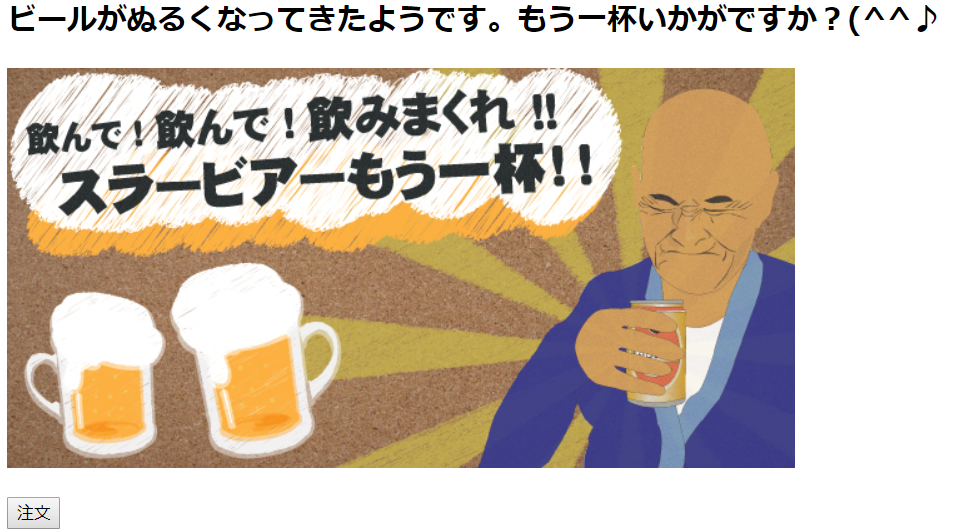 ビールがぬるくなってきたようです。もう一杯いかがですか？(^^♪
飲んで！飲んで！飲みまくれ!!
スラービアーもう一杯!!
注文